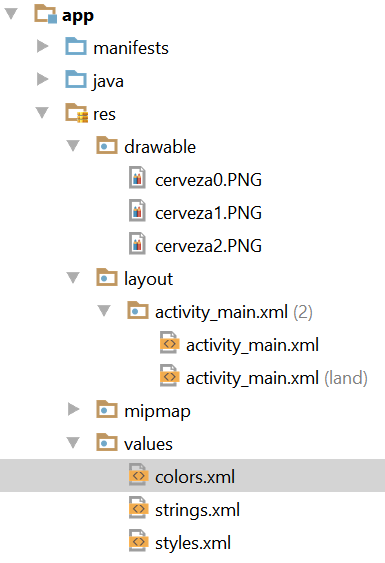 app
manifests
java
res
drawable
cerveza0.PNG
cerveza1.PNG
cerveza2.PNG
layout
activity_main.xml (2)
activity_main.xml
activity_main.xml (land)
mipmap
values
colors.xml
strings.xml
styles.xml